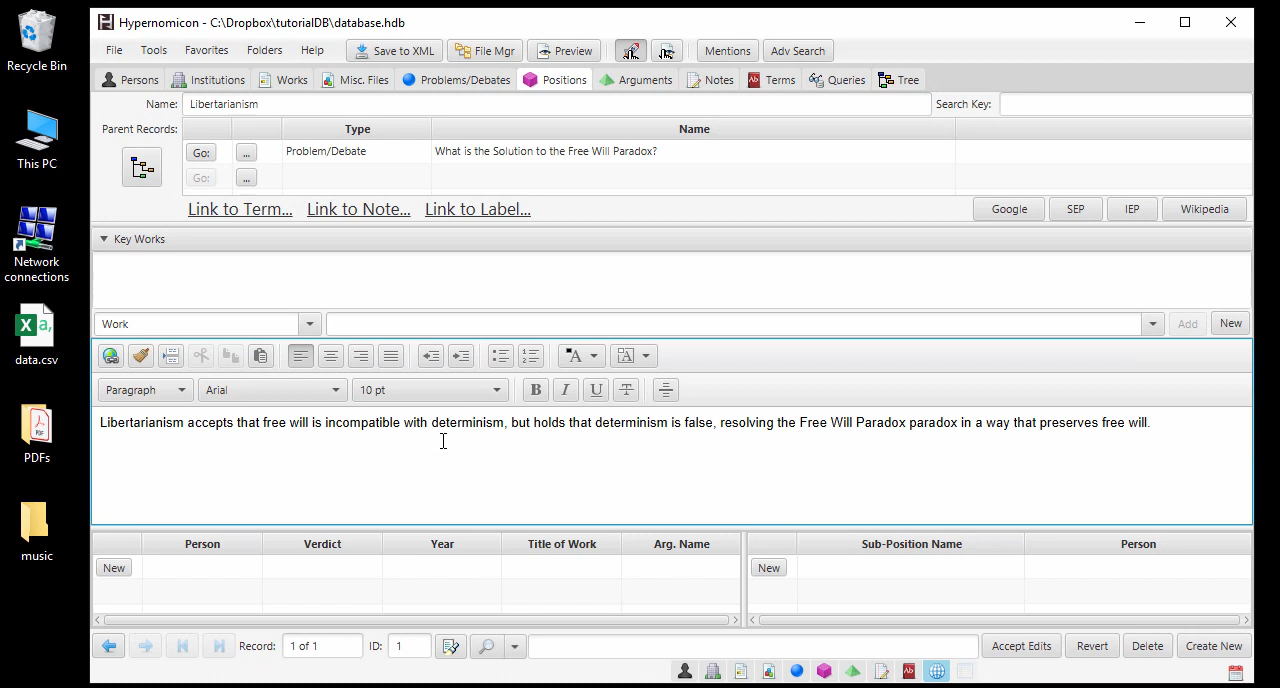 Recycle Bin
This PC
Network
connections
data.csv
PDFs
music
Hypernomicon - C:\Dropbox\tutorialDB\database.hdb
File Tools Favorites Folders Help Save to XML File Mgr Preview Mentions Adv Search
Persons Institutions Works Misc. Files Problems/Debates Positions Arguments Notes Terms Queries Tree
Name: Libertarianism Search Key:
Parent Records: Type Name
Go: ... Problem/Debate What is the Solution to the Free Will Paradox?
Go: ...
Link to Term... Link to Note... Link to Label... Google SEP IEP Wikipedia
Key Works
Work Add New
Paragraph Arial 10 pt B I U T
Libertarianism accepts that free will is incompatible with determinism, but holds that determinism is false, resolving the Free Will Paradox paradox in a way that preserves free will.
Person Verdict Year Title of Work Arg. Name Sub-Position Name Person
New New
Record: 1 of 1 ID: 1 Accept Edits Revert Delete Create New